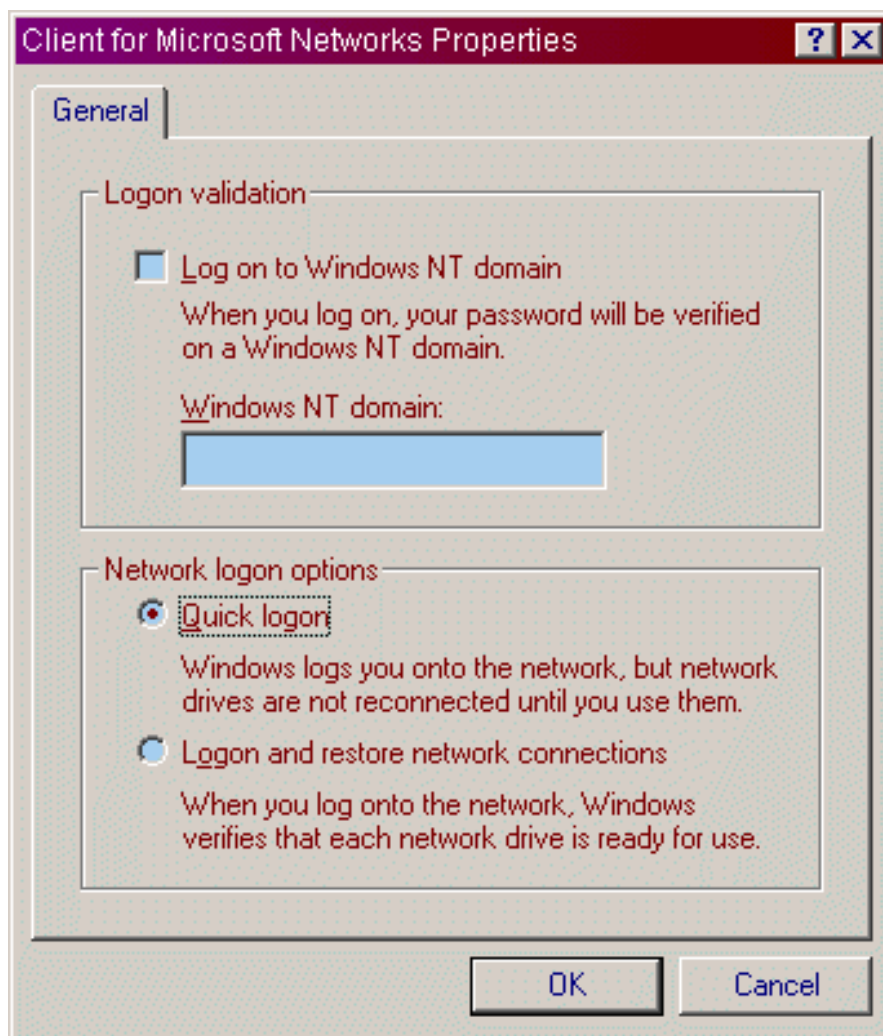 Client for Microsoft Networks Properties
General
Logon validation
Log on to Windows NT domain
When you log on, your password will be verified
on a Windows NT domain.
Windows NT domain:
Network logon options
Quick logon
Windows logs you onto the network, but network
drives are not reconnected until you use them.
Logon and restore network connections
When you log onto the network, Windows
verifies that each network drive is ready for use.
OK Cancel